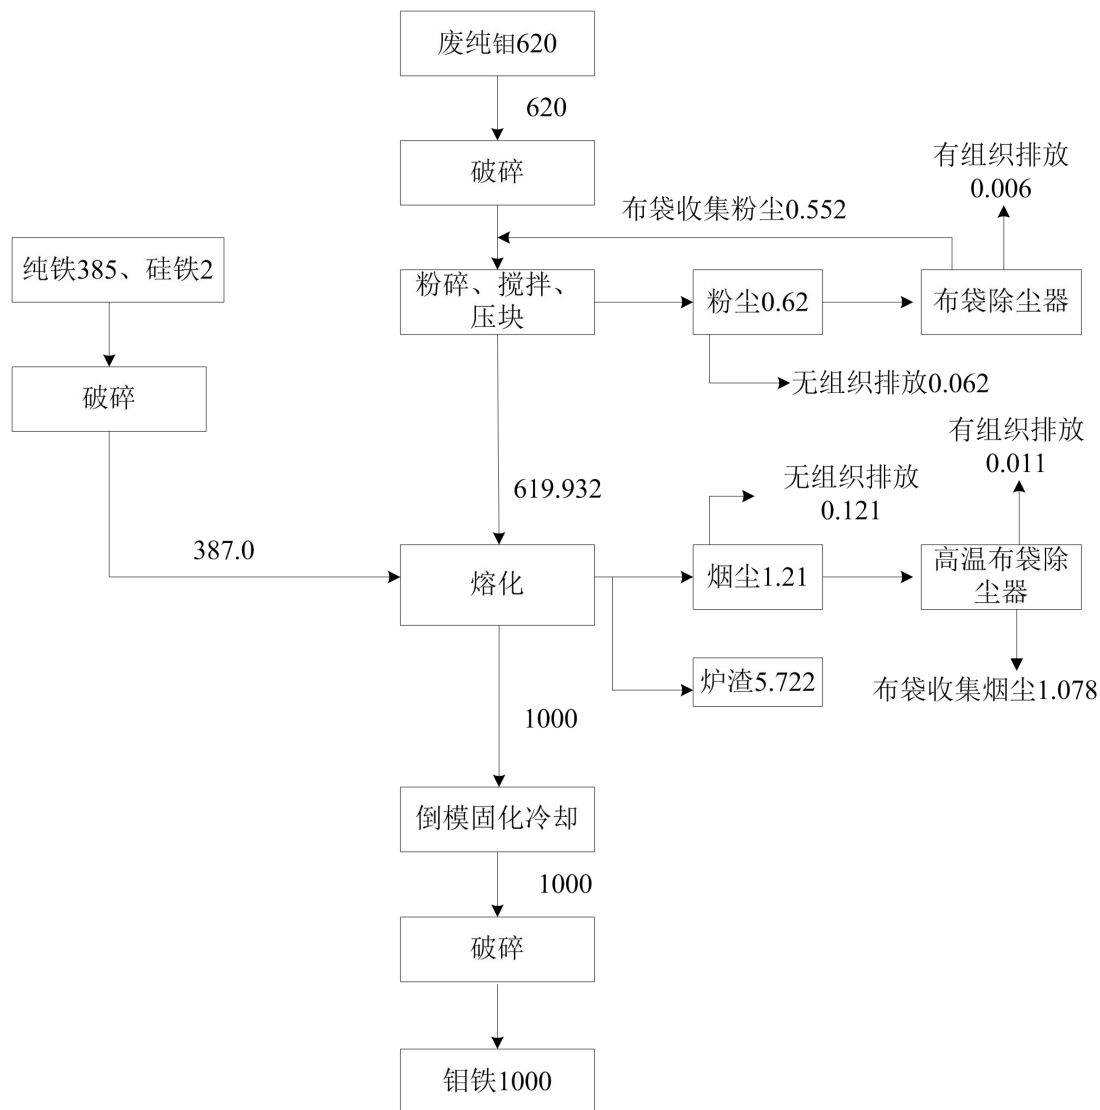 废纯钼620
620
破碎
有组织排放
0.006
布袋收集粉尘0.552
纯铁385、硅铁2
粉碎、搅拌、
压块
粉尘0.62
布袋除尘器
破碎
无组织排放0.062
有组织排放
0.011
无组织排放
0.121
619.932
387.0
熔化
烟尘1.21
高温布袋除
尘器
炉渣5.722
布袋收集烟尘1.078
1000
倒模固化冷却
1000
破碎
钼铁1000